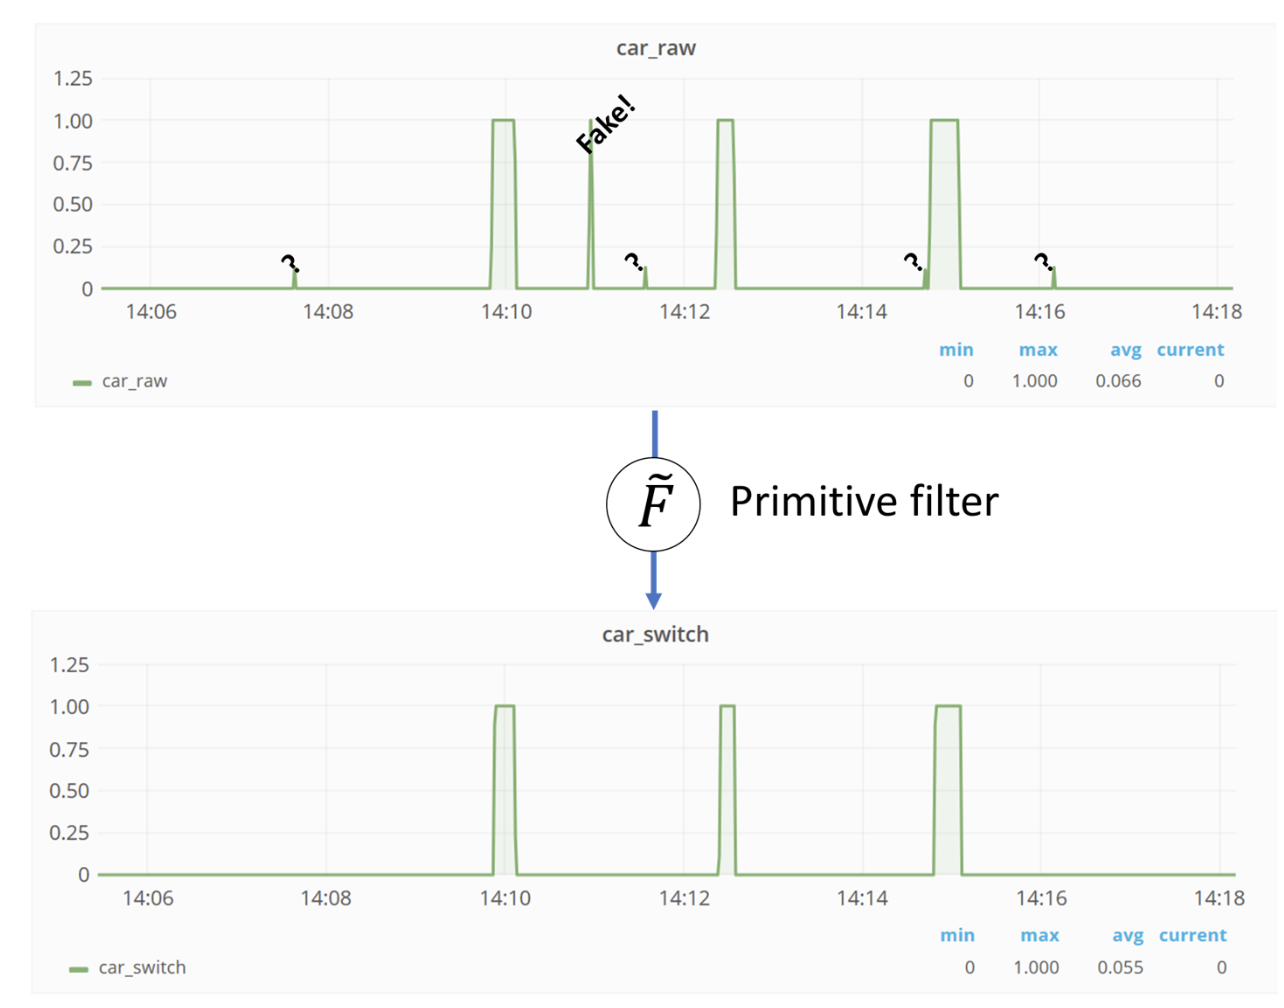 car_raw
1.25
1.00
Fake!
0.75
0.50
0.25
? ? ? ?
0
14:06 14:08 14:10 14:12 14:14 14:16 14:18
min max avg current
car_raw 0 1.000 0.066 0
F̃ Primitive filter
car_switch
1.25
1.00
0.75
0.50
0.25
0
14:06 14:08 14:10 14:12 14:14 14:16 14:18
min max avg current
car_switch 0 1.000 0.055 0